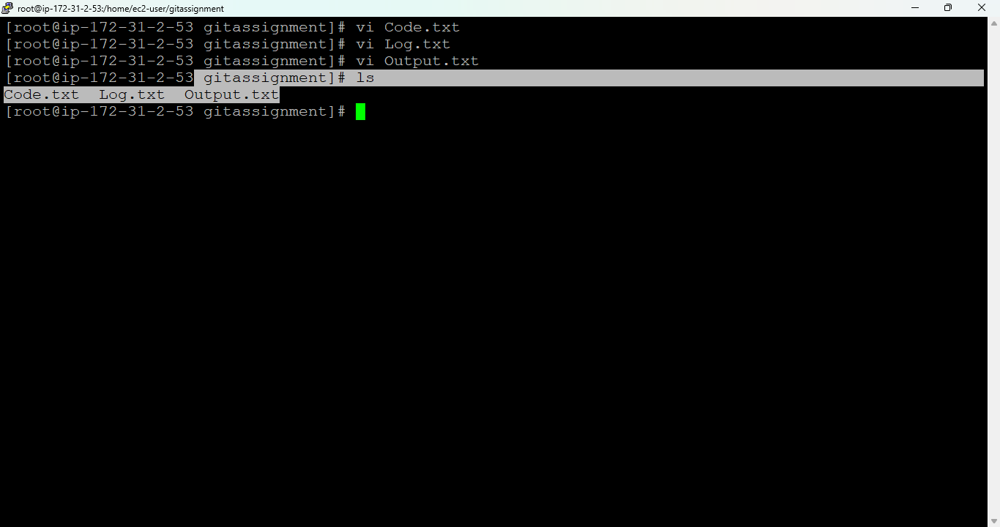 root@ip-172-31-2-53:/home/ec2-user/gitassignment
[root@ip-172-31-2-53 gitassignment]# vi Code.txt
[root@ip-172-31-2-53 gitassignment]# vi Log.txt
[root@ip-172-31-2-53 gitassignment]# vi Output.txt
[root@ip-172-31-2-53 gitassignment]# ls
Code.txt  Log.txt  Output.txt
[root@ip-172-31-2-53 gitassignment]#